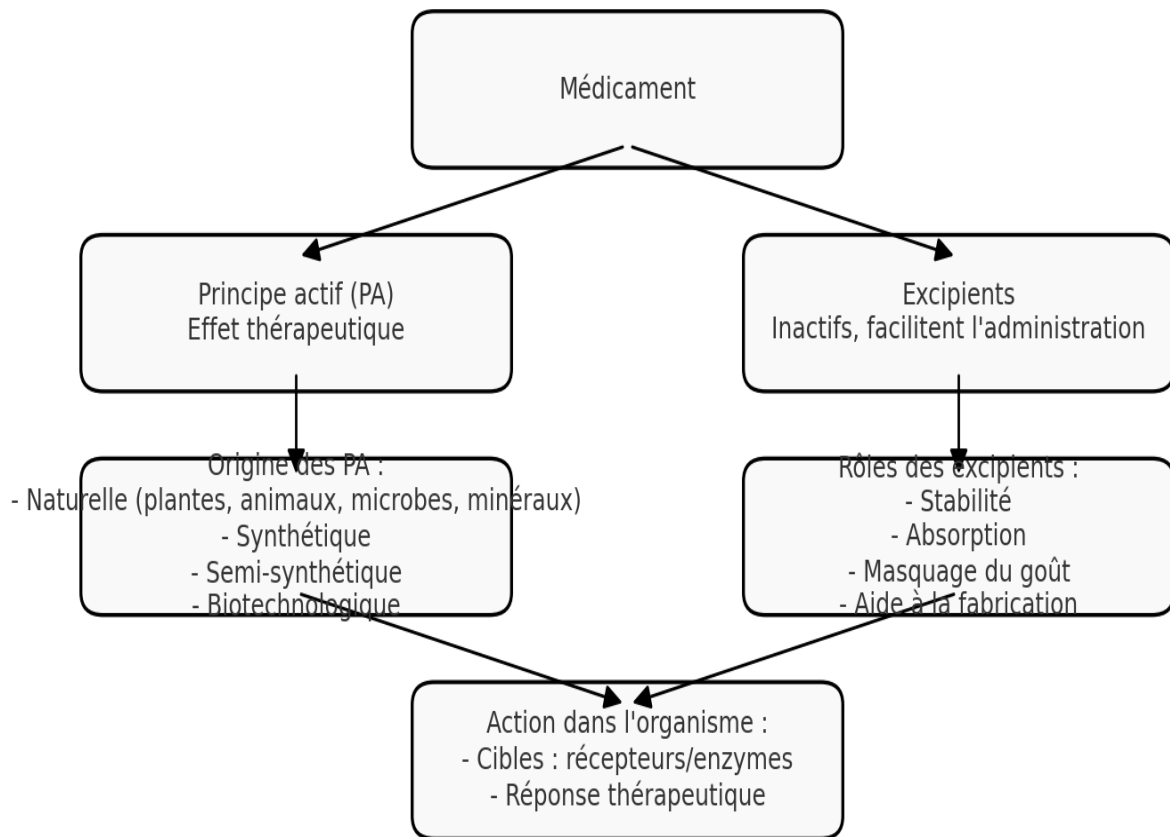 Médicament
Principe actif (PA)
Effet thérapeutique
Excipients
Inactifs, facilitent l'administration
Origine des PA :
- Naturelle (plantes, animaux, microbes, minéraux)
- Synthétique
- Semi-synthétique
- Biotechnologique
Rôles des excipients :
- Stabilité
- Absorption
- Masquage du goût
- Aide à la fabrication
Action dans l'organisme :
- Cibles : récepteurs/enzymes
- Réponse thérapeutique